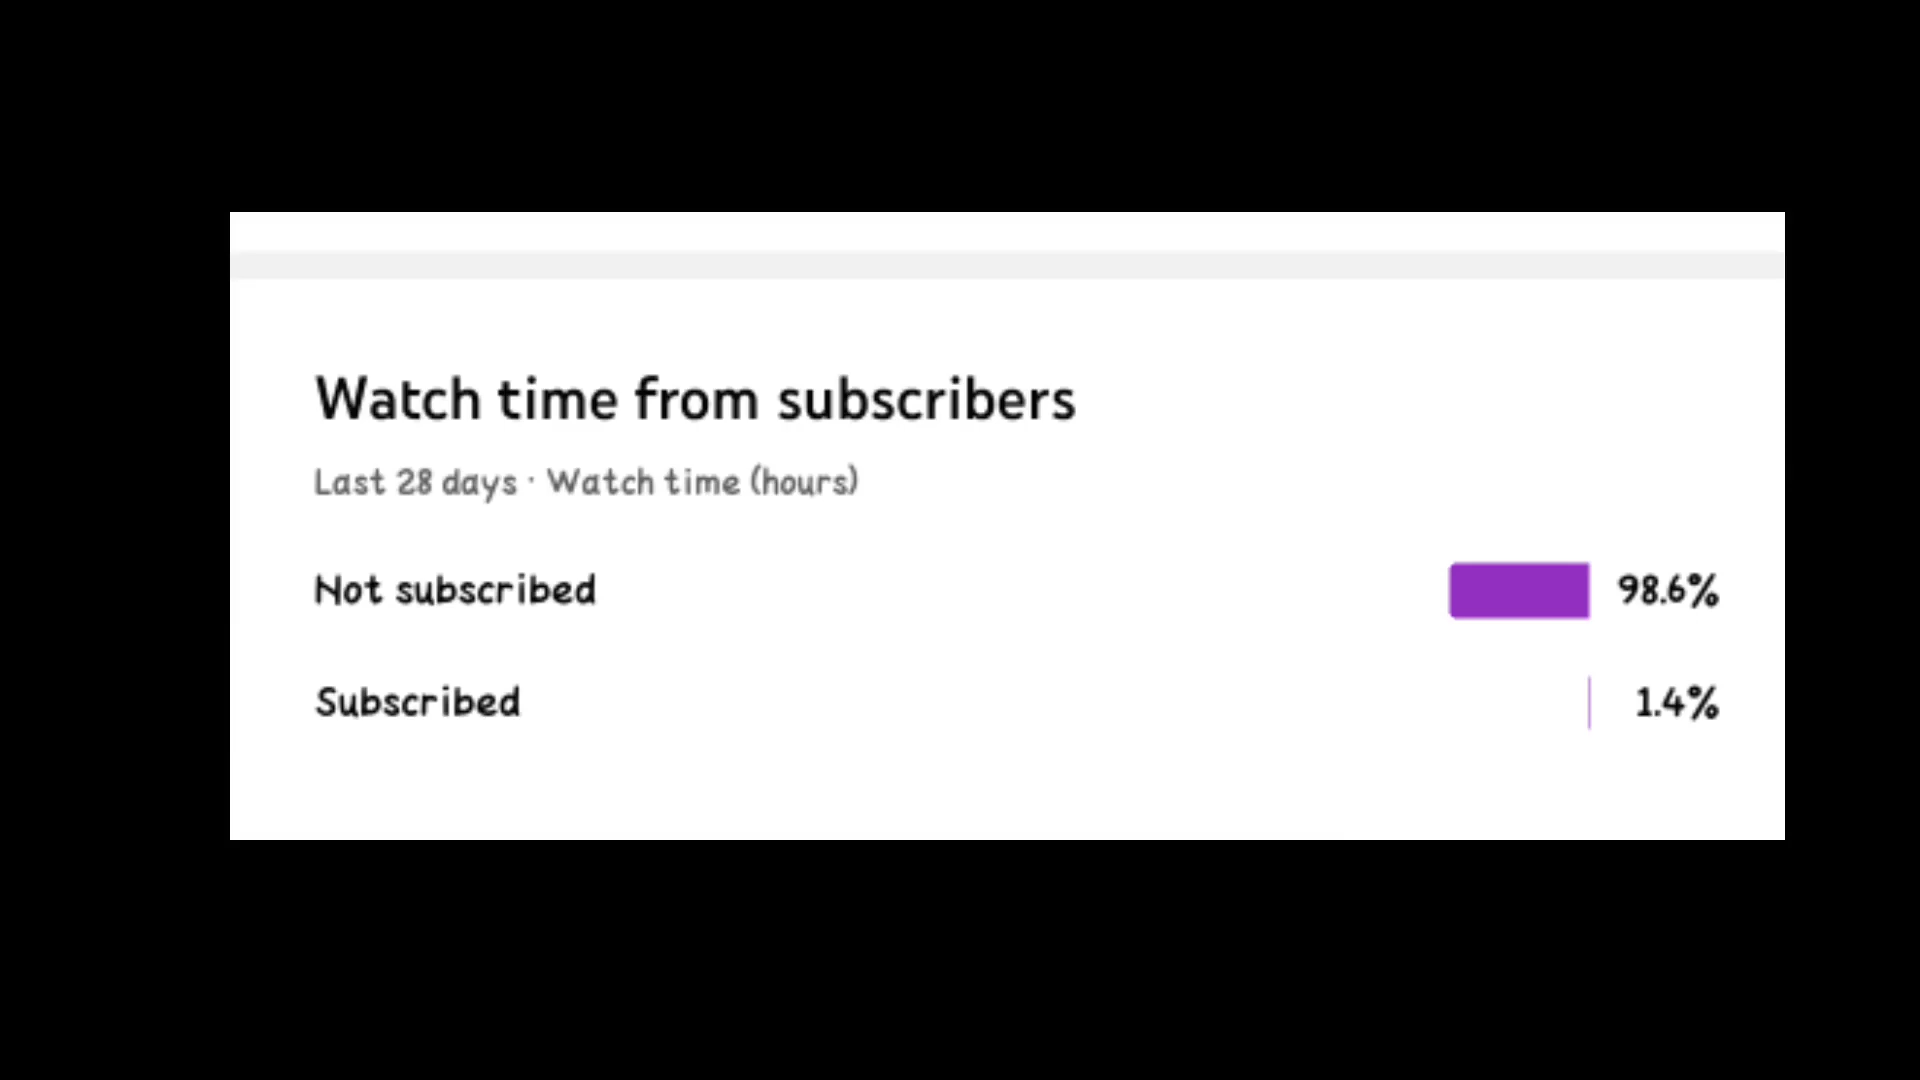 Watch time from subscribers
Last 28 days · Watch time (hours)
Not subscribed 98.6%
Subscribed 1.4%